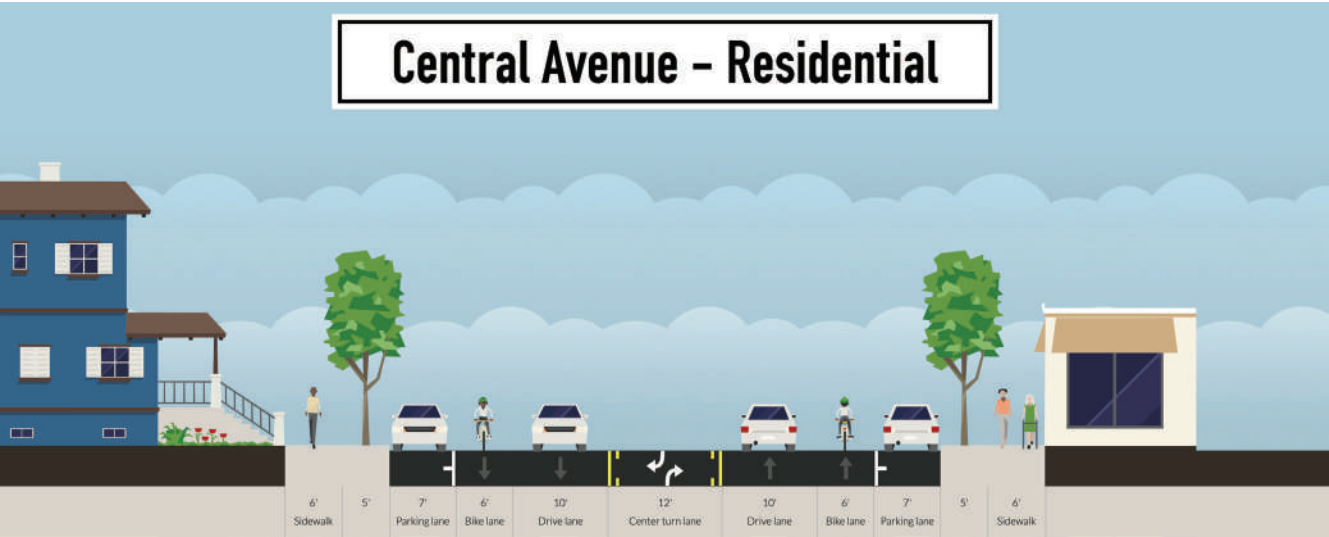 Central Avenue - Residential
6' 5' 7' 6' 10' 12' 10' 6' 7' 5' 6'
Sidewalk Parking lane Bike lane Drive lane Center turn lane Drive lane Bike lane Parking lane Sidewalk